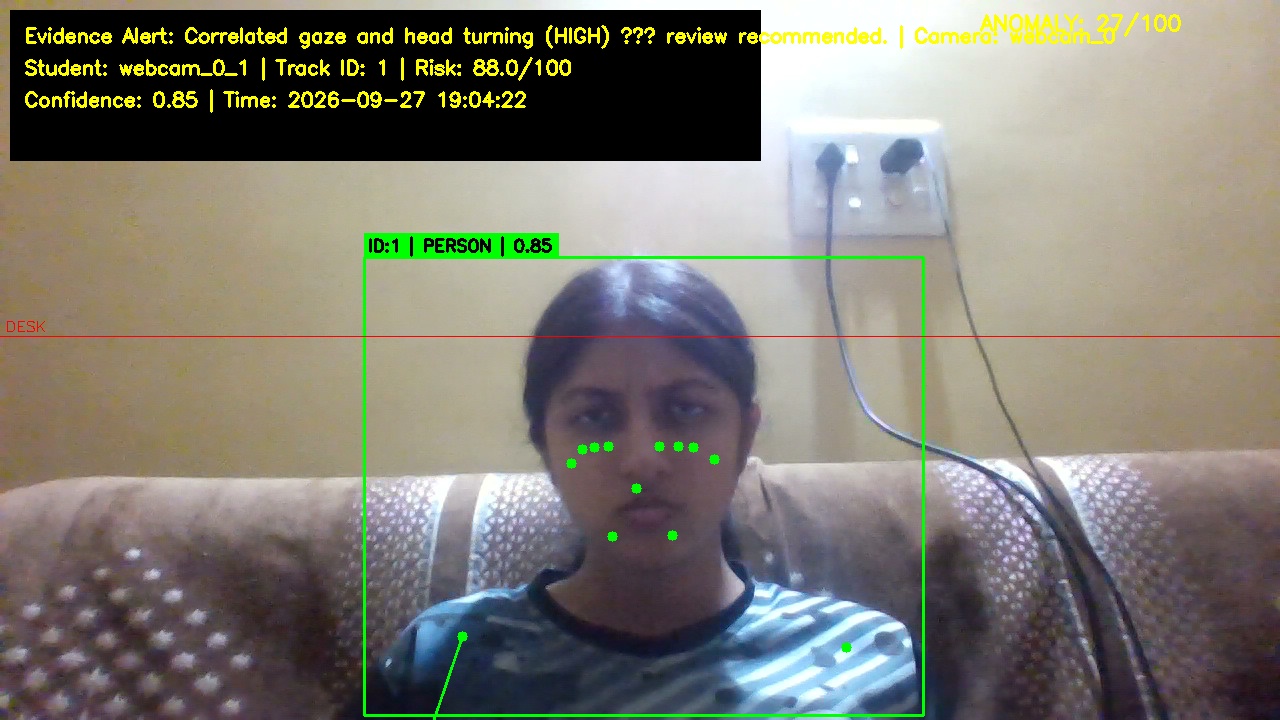 ANOMALY: 27/100
Evidence Alert: Correlated gaze and head turning (HIGH) ??? review recommended. | Camera: webcam_0
Student: webcam_0_1 | Track ID: 1 | Risk: 88.0/100
Confidence: 0.85 | Time: 2026-09-27 19:04:22
ID:1 | PERSON | 0.85
DESK